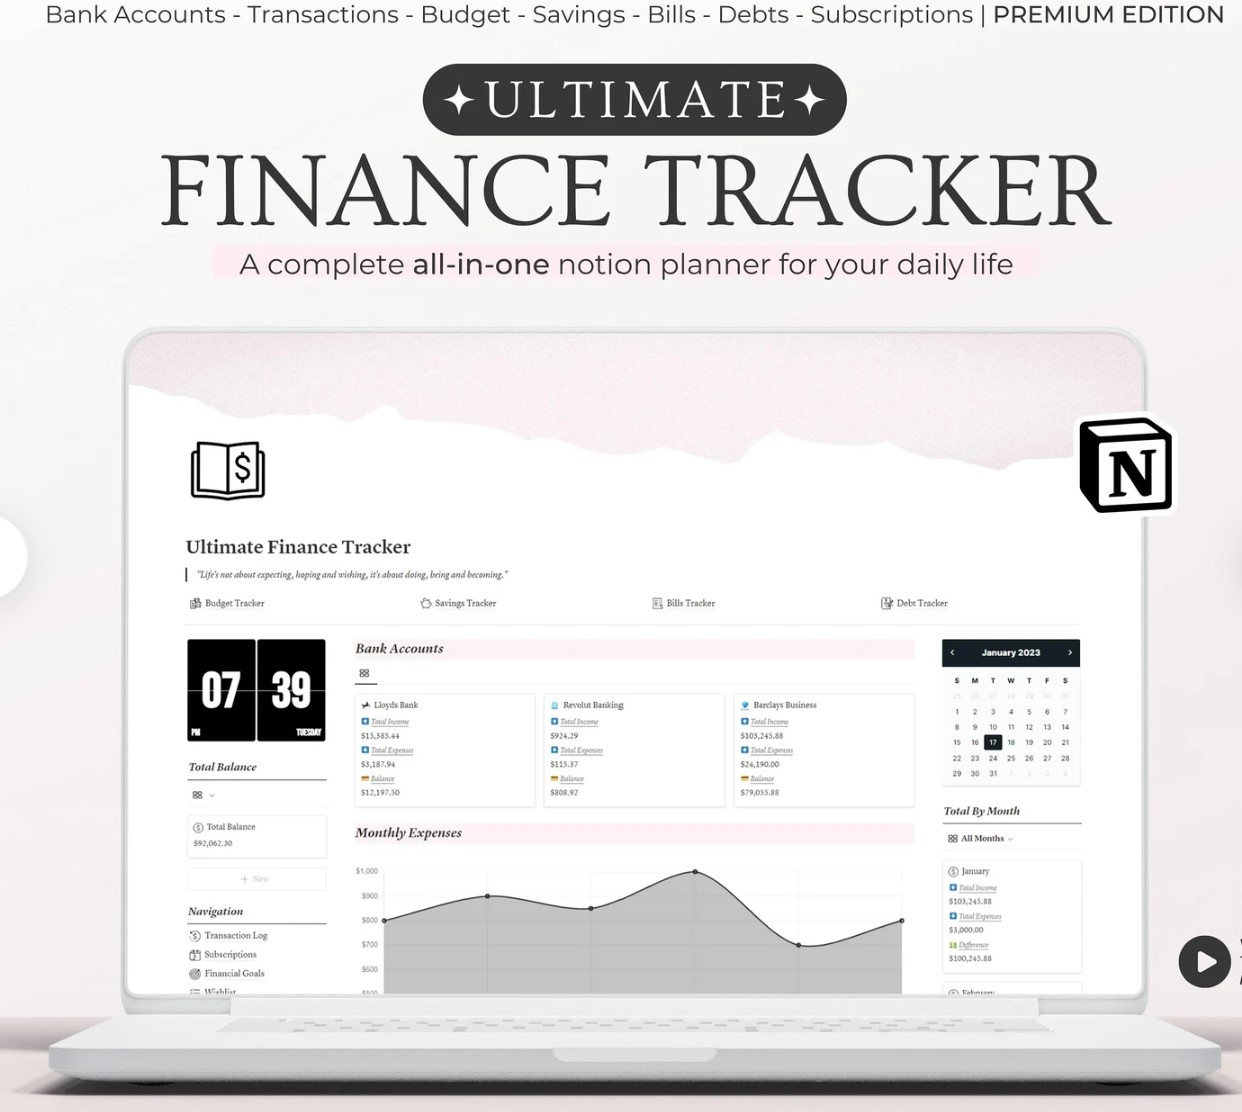 Bank Accounts - Transactions - Budget - Savings - Bills - Debts - Subscriptions | PREMIUM EDITION
ULTIMATE
FINANCE TRACKER
A complete all-in-one notion planner for your daily life
N
Ultimate Finance Tracker
"Life's not about expecting, hoping and wishing, it's about doing, being and becoming."
Budget Tracker Savings Tracker Bills Tracker Debt Tracker
07 39
PM TUESDAY
Total Balance
Total Balance
$92,062.30
+ New
Navigation
Transaction Log
Subscriptions
Financial Goals
Wishlist
Bank Accounts
Lloyds Bank
Total Income
$15,385.44
Total Expenses
$3,187.94
Balance
$12,197.50
Revolut Banking
Total Income
$924.29
Total Expenses
$115.37
Balance
$808.92
Barclays Business
Total Income
$103,245.88
Total Expenses
$24,190.00
Balance
$79,055.88
Monthly Expenses
$1,000
$900
$800
$700
$600
$500
January 2023
S M T W T F S
25 26 27 28 29 30 31
1 2 3 4 5 6 7
8 9 10 11 12 13 14
15 16 17 18 19 20 21
22 23 24 25 26 27 28
29 30 31 1 2 3 4
Total By Month
All Months
January
Total Income
$103,245.88
Total Expenses
$3,000.00
Difference
$100,245.88
February